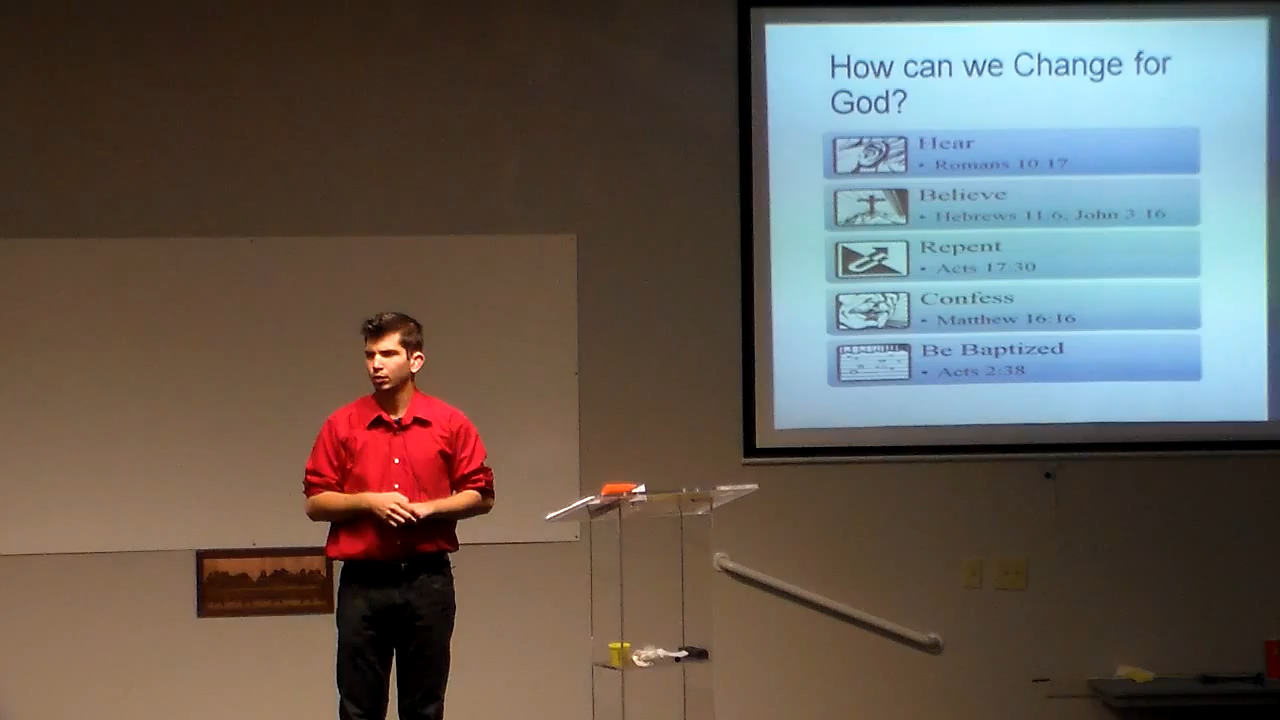 How can we Change for
God?
Hear
• Romans 10:17
Believe
• Hebrews 11:6, John 3:16
Repent
• Acts 17:30
Confess
• Matthew 16:16
Be Baptized
• Acts 2:38